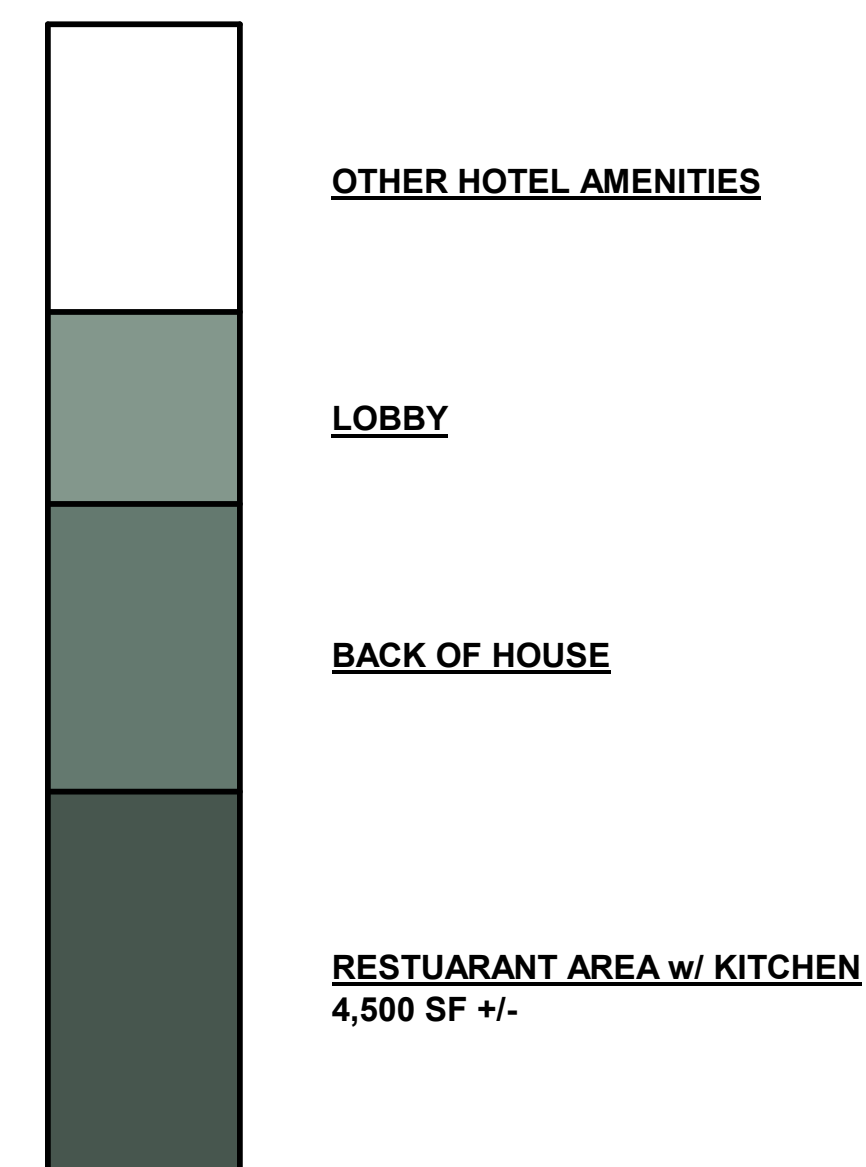 OTHER HOTEL AMENITIES
LOBBY
BACK OF HOUSE
RESTUARANT AREA w/ KITCHEN
4,500 SF +/-